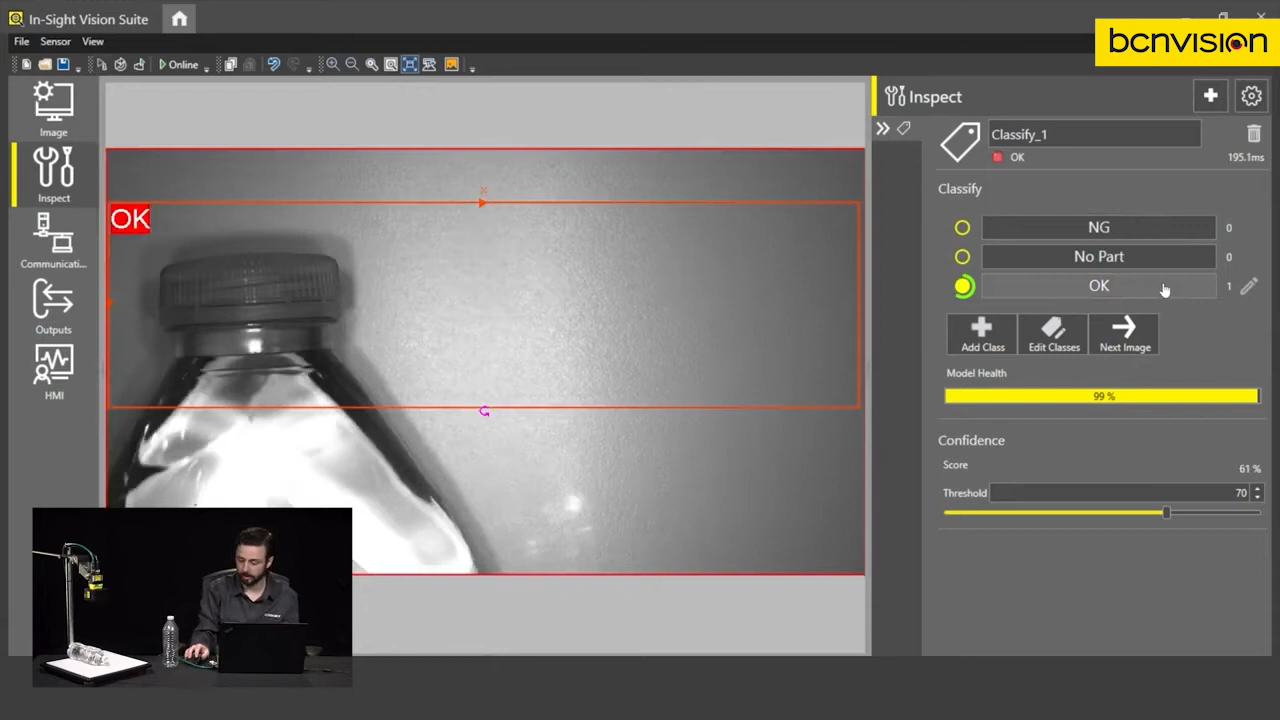 In-Sight Vision Suite
bcnvision
File Sensor View
Online
Image
Inspect
Communicati...
Outputs
HMI
OK
Inspect
Classify_1
OK 195.1ms
Classify
NG 0
No Part 0
OK 1
Add Class Edit Classes Next Image
Model Health
99 %
Confidence
Score 61 %
Threshold 70